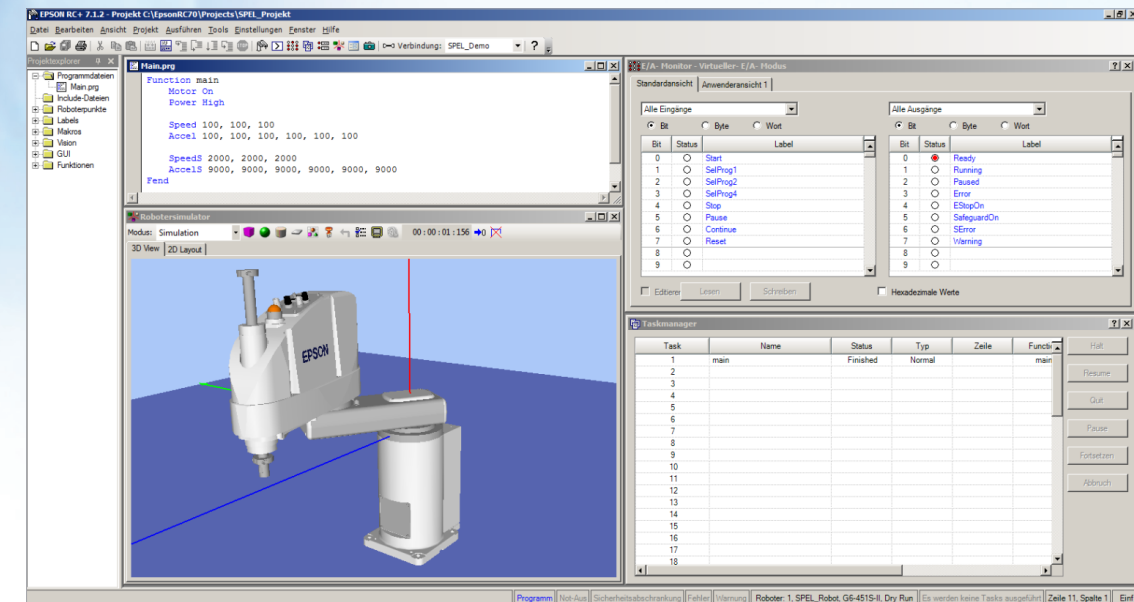 EPSON RC+ 7.1.2 - Projekt C:\EpsonRC70\Projects\SPEL_Projekt
Datei Bearbeiten Ansicht Projekt Ausführen Tools Einstellungen Fenster Hilfe
Verbindung: SPEL_Demo
Projektexplorer
Programmdateien
Main.prg
Include-Dateien
Roboterpunkte
Labels
Makros
Vision
GUI
Funktionen
Main.prg
Function main
Motor On
Power High
Speed 100, 100, 100
Accel 100, 100, 100, 100, 100, 100
SpeedS 2000, 2000, 2000
AccelS 9000, 9000, 9000, 9000, 9000, 9000
Fend
Robotersimulator
Modus: Simulation 00 : 00 : 01 : 156
3D View 2D Layout
EPSON
E/A- Monitor - Virtueller- E/A- Modus
Standardansicht Anwenderansicht 1
Alle Eingänge
Bit Byte Wort
Bit Status Label
0 Start
1 SelProg1
2 SelProg2
3 SelProg4
4 Stop
5 Pause
6 Continue
7 Reset
8
9
Alle Ausgänge
Bit Byte Wort
Bit Status Label
0 Ready
1 Running
2 Paused
3 Error
4 EStopOn
5 SafeguardOn
6 SError
7 Warning
8
9
Editieren Lesen Schreiben Hexadezimale Werte
Taskmanager
Task Name Status Typ Zeile Functi
1 main Finished Normal main
2
3
4
5
6
7
8
9
10
11
12
13
14
15
16
17
18
Halt
Resume
Quit
Pause
Fortsetzen
Abbruch
Programm Not-Aus Sicherheitsabschrankung Fehler Warnung Roboter: 1, SPEL_Robot, G6-451S-II, Dry Run Es werden keine Tasks ausgeführt Zeile 11, Spalte 1 Einf